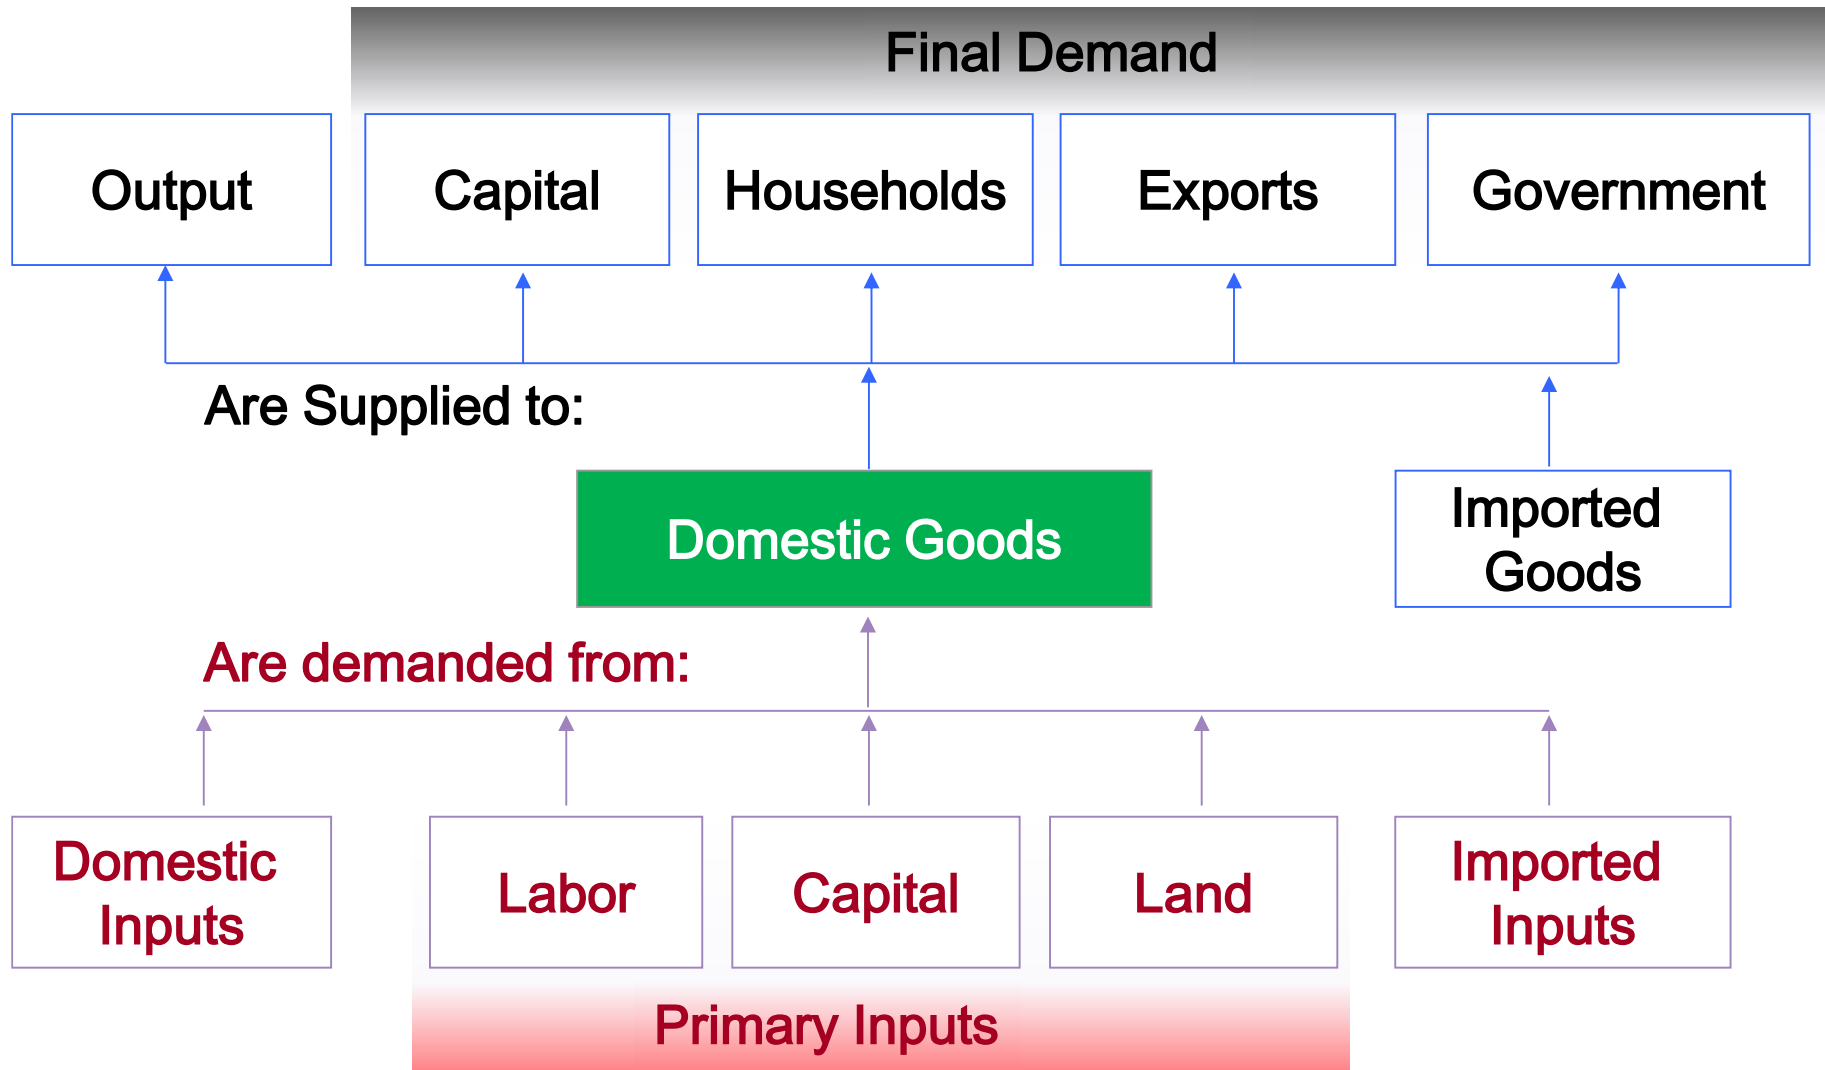 Final Demand
Output
Capital
Households
Exports
Government
Are Supplied to:
Domestic Goods
Imported
Goods
Are demanded from:
Domestic
Inputs
Labor
Capital
Land
Imported
Inputs
Primary Inputs